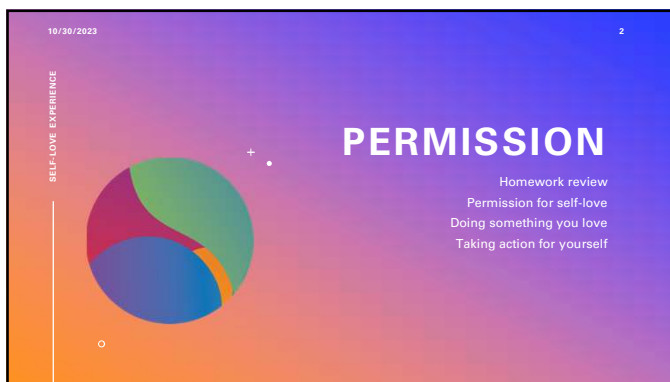 10/30/2023
2
SELF-LOVE EXPERIENCE
PERMISSION
Homework review
Permission for self-love
Doing something you love
Taking action for yourself